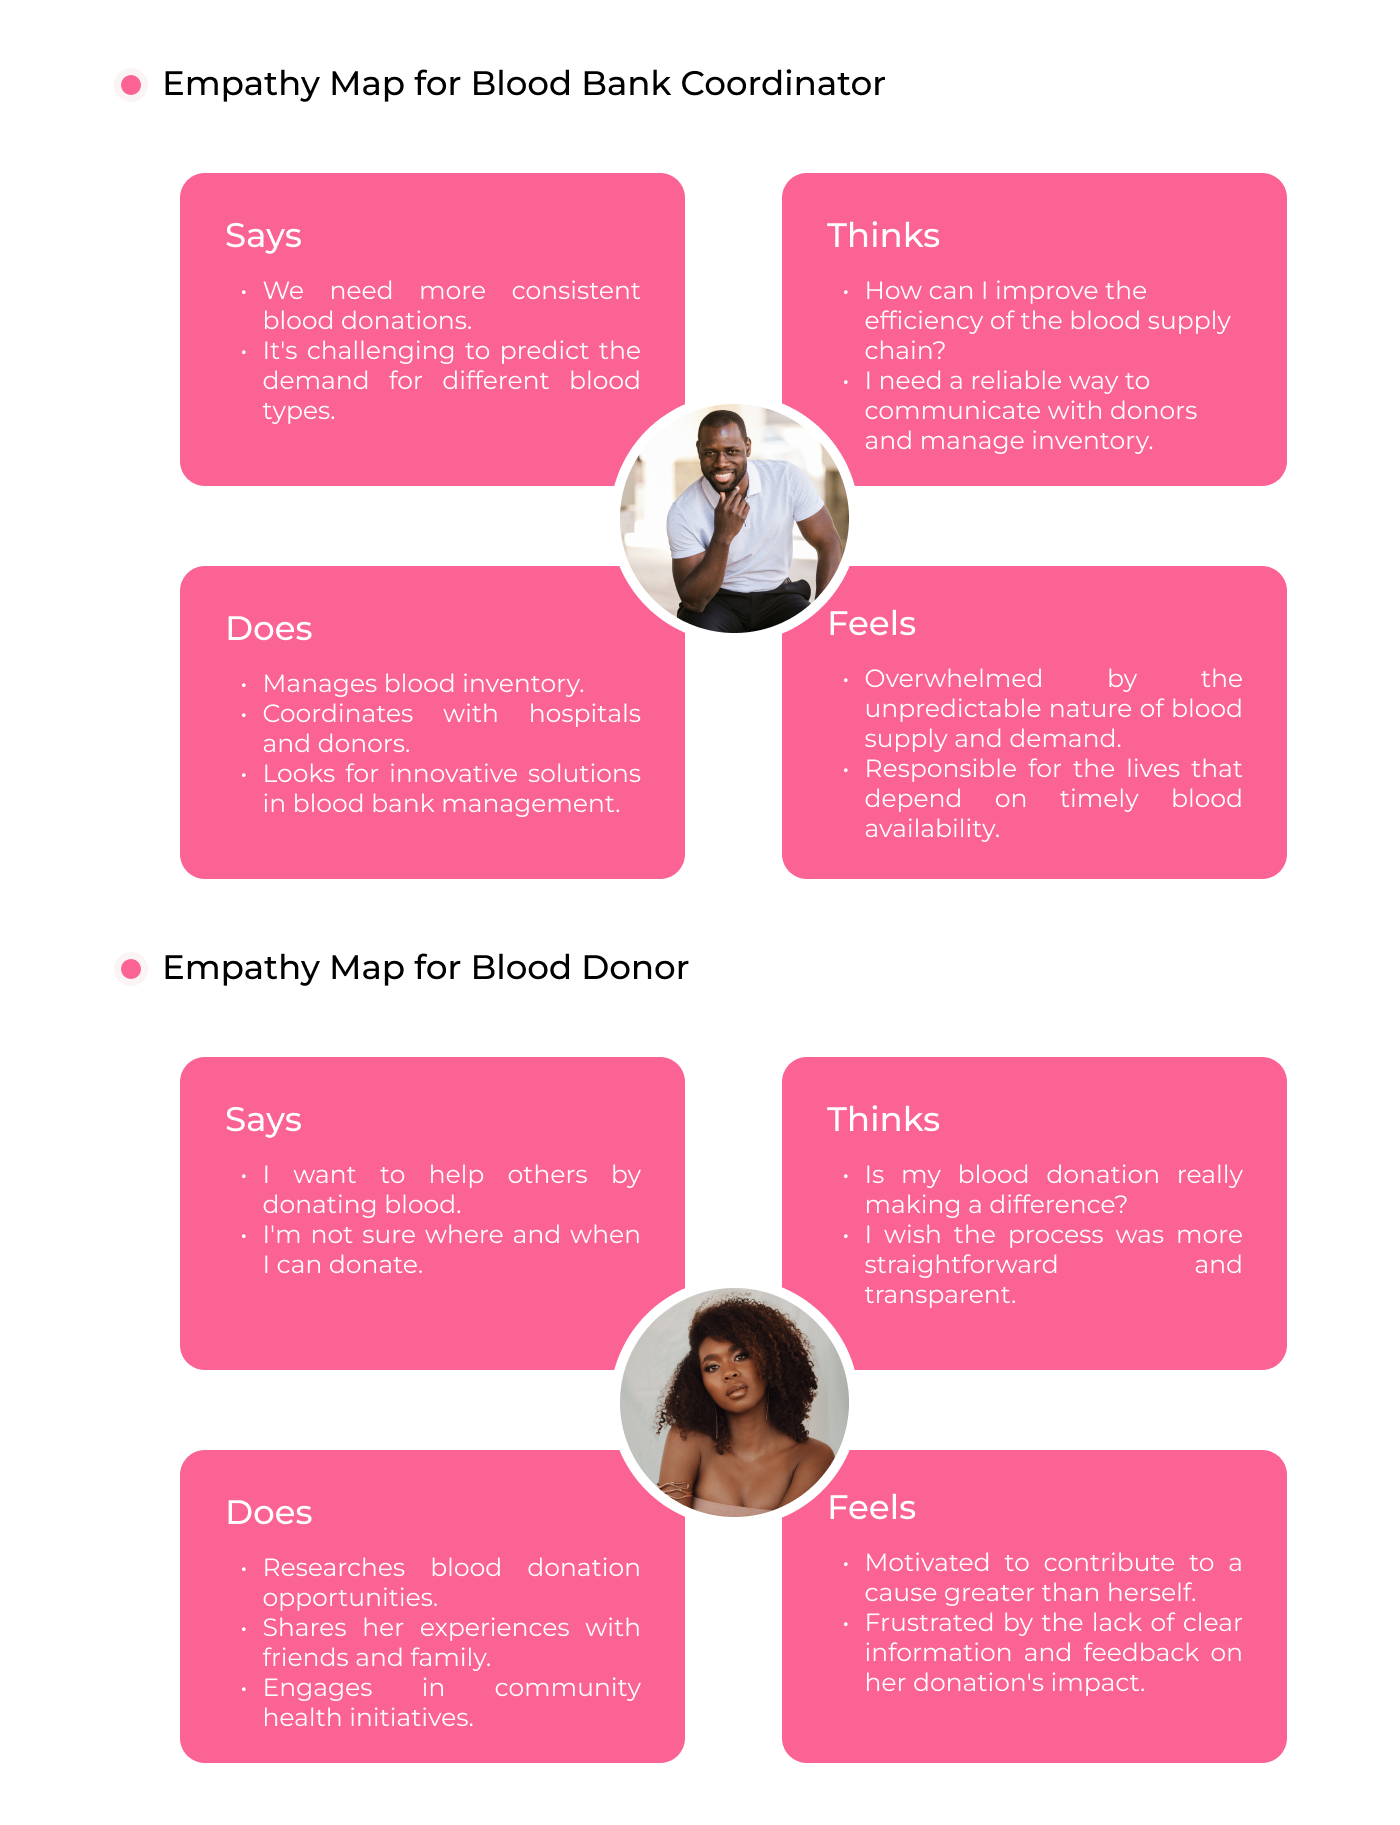 Empathy Map for Blood Bank Coordinator
Says
• We need more consistent
blood donations.
• It's challenging to predict the
demand for different blood
types.
Thinks
• How can I improve the
efficiency of the blood supply
chain?
• I need a reliable way to
communicate with donors
and manage inventory.
Does
• Manages blood inventory.
• Coordinates with hospitals
and donors.
• Looks for innovative solutions
in blood bank management.
Feels
• Overwhelmed by the
unpredictable nature of blood
supply and demand.
• Responsible for the lives that
depend on timely blood
availability.
Empathy Map for Blood Donor
Says
• I want to help others by
donating blood.
• I'm not sure where and when
I can donate.
Thinks
• Is my blood donation really
making a difference?
• I wish the process was more
straightforward and
transparent.
Does
• Researches blood donation
opportunities.
• Shares her experiences with
friends and family.
• Engages in community
health initiatives.
Feels
• Motivated to contribute to a
cause greater than herself.
• Frustrated by the lack of clear
information and feedback on
her donation's impact.